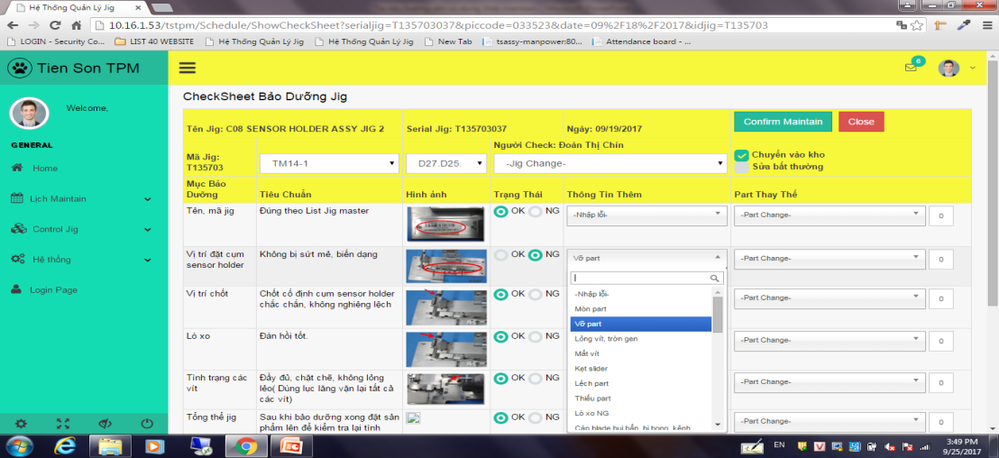 Hệ Thống Quản Lý Jig
10.16.1.53/tstpm/Schedule/ShowCheckSheet?serialjig=T135703037&piccode=033523&date=09%2F18%2F2017&idjig=T135703
LOGIN - Security Co... LIST 40 WEBSITE Hệ Thống Quản Lý Jig Hệ Thống Quản Lý Jig New Tab tsassy-manpower:80... Attendance board - ...
Tien Son TPM
6
Welcome,
GENERAL
Home
Lịch Maintain
Control Jig
Hệ thống
Login Page
CheckSheet Bảo Dưỡng Jig
Tên Jig: C08 SENSOR HOLDER ASSY JIG 2 Serial Jig: T135703037 Ngày: 09/19/2017 Confirm Maintain Close
Mã Jig: T135703 TM14-1 D27.D25. Người Check: Đoàn Thị Chín
-Jig Change-
Chuyển vào kho
Sửa bất thường
Mục Bảo Dưỡng Tiêu Chuẩn Hình ảnh Trạng Thái Thông Tin Thêm Part Thay Thế
Tên, mã jig Đúng theo List Jig master OK NG -Nhập lỗi- -Part Change- 0
Vị trí đặt cụm sensor holder Không bị sứt mẻ, biến dạng OK NG Vỡ part -Part Change- 0
Vị trí chốt Chốt cố định cụm sensor holder chắc chắn, không nghiêng lệch OK NG -Part Change- 0
Lò xo Đàn hồi tốt. OK NG -Part Change- 0
Tình trạng các vít Đầy đủ, chặt chẽ, không lỏng lẻo( Dùng lục lăng vặn lại tất cả các vít) OK NG -Part Change- 0
Tổng thể jig Sau khi bảo dưỡng xong đặt sản phẩm lên để kiểm tra lại tình OK NG -Part Change- 0
-Nhập lỗi-
Mòn part
Vỡ part
Lỏng vít, tròn gen
Mất vít
Kẹt slider
Lệch part
Thiếu part
Lò xo NG
EN
3:49 PM
9/25/2017